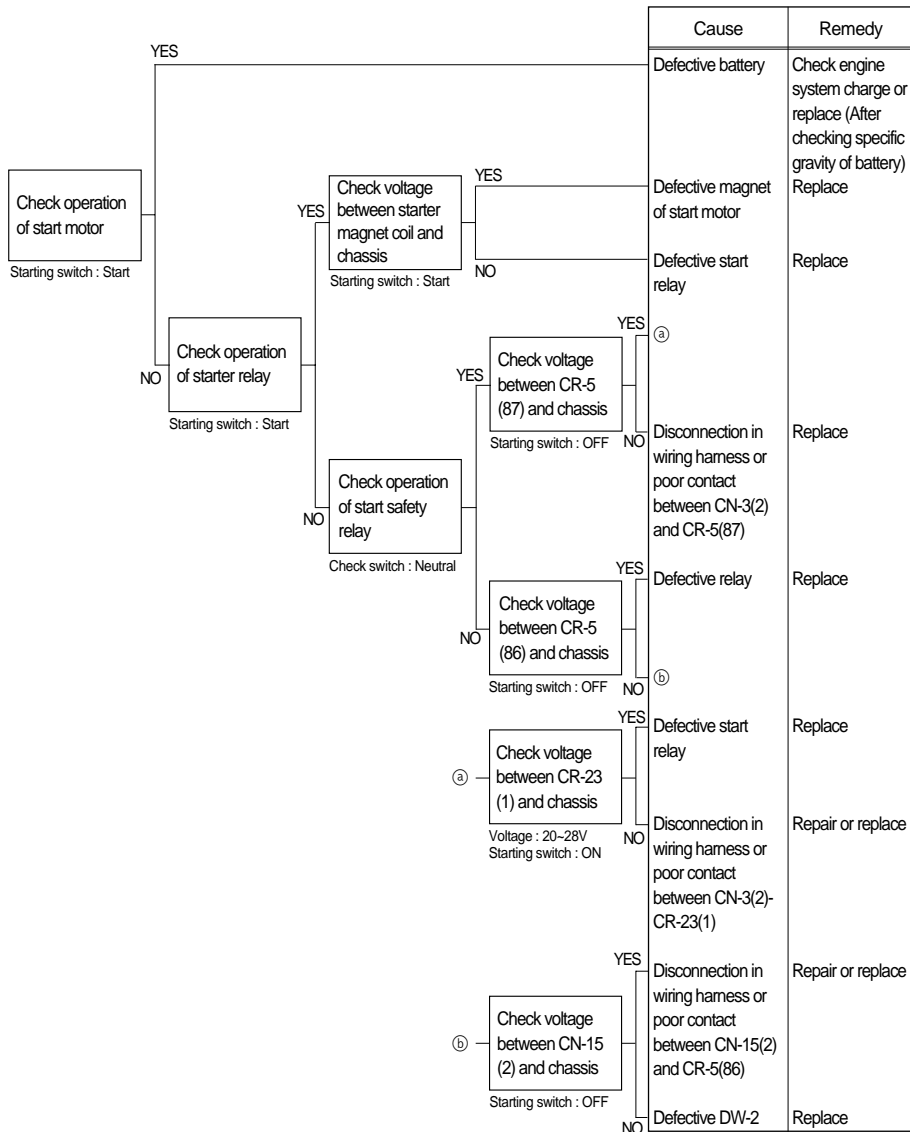 Cause Remedy
YES
Defective battery
Check engine
system charge or
replace (After
checking specific
gravity of battery)
Check operation
of start motor
Starting switch : Start
YES
Check voltage
between starter
magnet coil and
chassis
Starting switch : Start
YES
Defective magnet
of start motor
Replace
NO
Defective start
relay
Replace
NO
Check operation
of starter relay
Starting switch : Start
YES
Check voltage
between CR-5
(87) and chassis
Starting switch : OFF
YES
ⓐ
NO
Disconnection in
wiring harness or
poor contact
between CN-3(2)
and CR-5(87)
Replace
NO
Check operation
of start safety
relay
Check switch : Neutral
NO
Check voltage
between CR-5
(86) and chassis
Starting switch : OFF
YES
Defective relay
Replace
NO
ⓑ
ⓐ
Check voltage
between CR-23
(1) and chassis
Voltage : 20~28V
Starting switch : ON
YES
Defective start
relay
Replace
NO
Disconnection in
wiring harness or
poor contact
between CN-3(2)-
CR-23(1)
Repair or replace
ⓑ
Check voltage
between CN-15
(2) and chassis
Starting switch : OFF
YES
Disconnection in
wiring harness or
poor contact
between CN-15(2)
and CR-5(86)
Repair or replace
NO
Defective DW-2
Replace